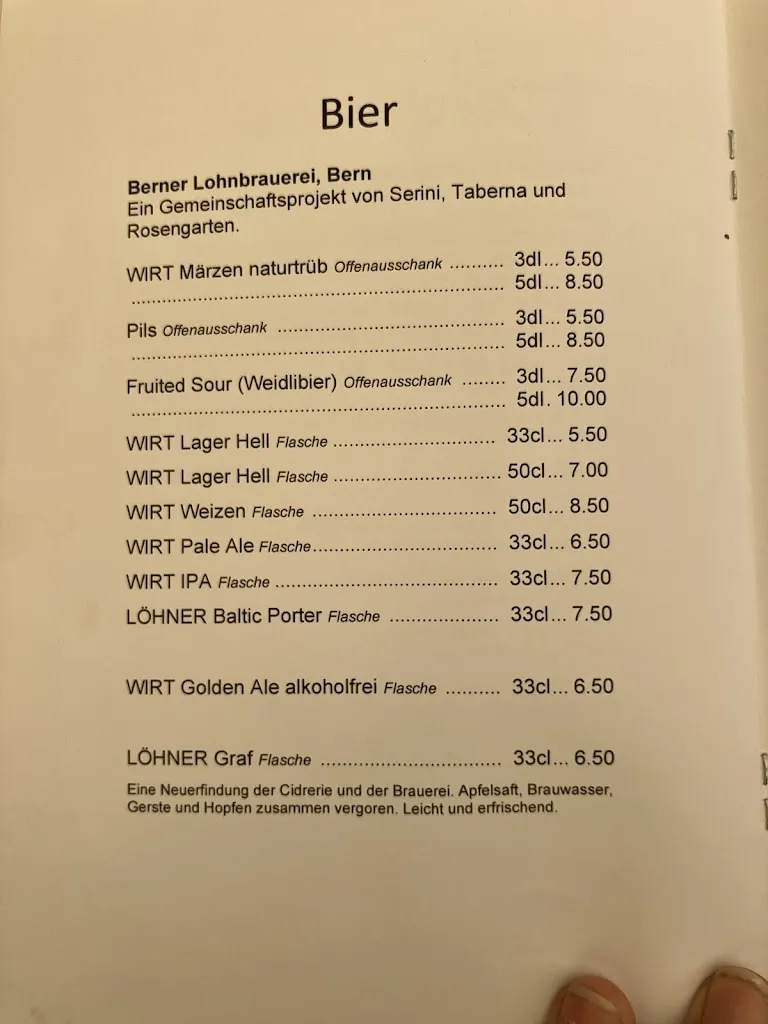 Bier
Berner Lohnbrauerei, Bern
Ein Gemeinschaftsprojekt von Serini, Taberna und
Rosengarten.
WIRT Märzen naturtrüb Offenausschank .......... 3dl... 5.50
.................................................................... 5dl... 8.50
Pils Offenausschank ......................................... 3dl... 5.50
.................................................................... 5dl... 8.50
Fruited Sour (Weidlibier) Offenausschank ........ 3dl... 7.50
.................................................................... 5dl. 10.00
WIRT Lager Hell Flasche ............................. 33cl... 5.50
WIRT Lager Hell Flasche .............................. 50cl... 7.00
WIRT Weizen Flasche ................................. 50cl... 8.50
WIRT Pale Ale Flasche................................. 33cl... 6.50
WIRT IPA Flasche ........................................ 33cl... 7.50
LÖHNER Baltic Porter Flasche .................... 33cl... 7.50
WIRT Golden Ale alkoholfrei Flasche .......... 33cl... 6.50
LÖHNER Graf Flasche ................................. 33cl... 6.50
Eine Neuerfindung der Cidrerie und der Brauerei. Apfelsaft, Brauwasser,
Gerste und Hopfen zusammen vergoren. Leicht und erfrischend.